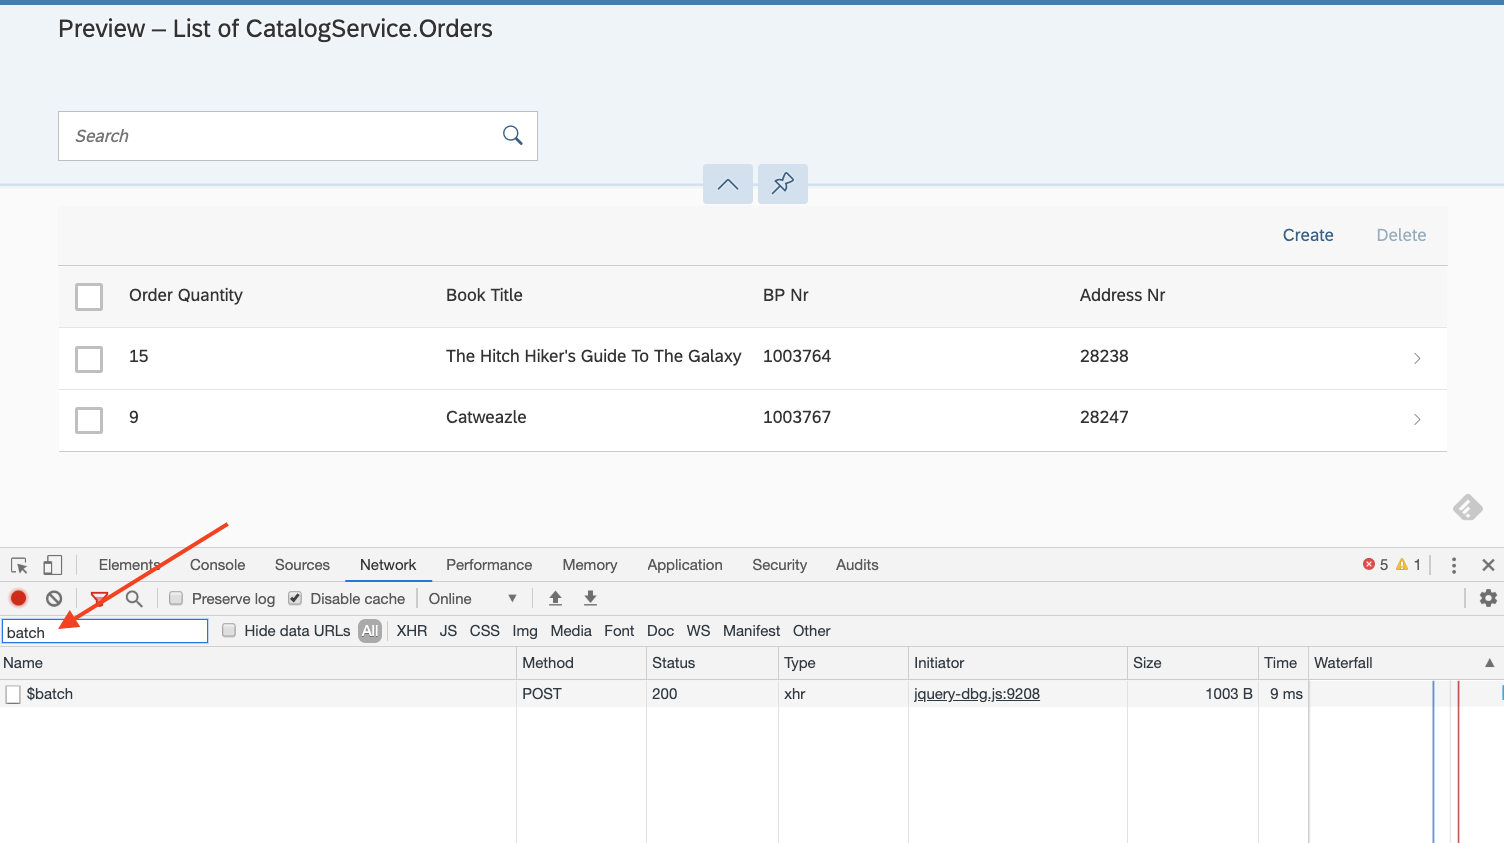 Preview – List of CatalogService.Orders
Search
Create Delete
Order Quantity Book Title BP Nr Address Nr
15 The Hitch Hiker's Guide To The Galaxy 1003764 28238
9 Catweazle 1003767 28247
Elements Console Sources Network Performance Memory Application Security Audits 5 1
Preserve log Disable cache Online
batch Hide data URLs All XHR JS CSS Img Media Font Doc WS Manifest Other
Name Method Status Type Initiator Size Time Waterfall
$batch POST 200 xhr jquery-dbg.js:9208 1003 B 9 ms